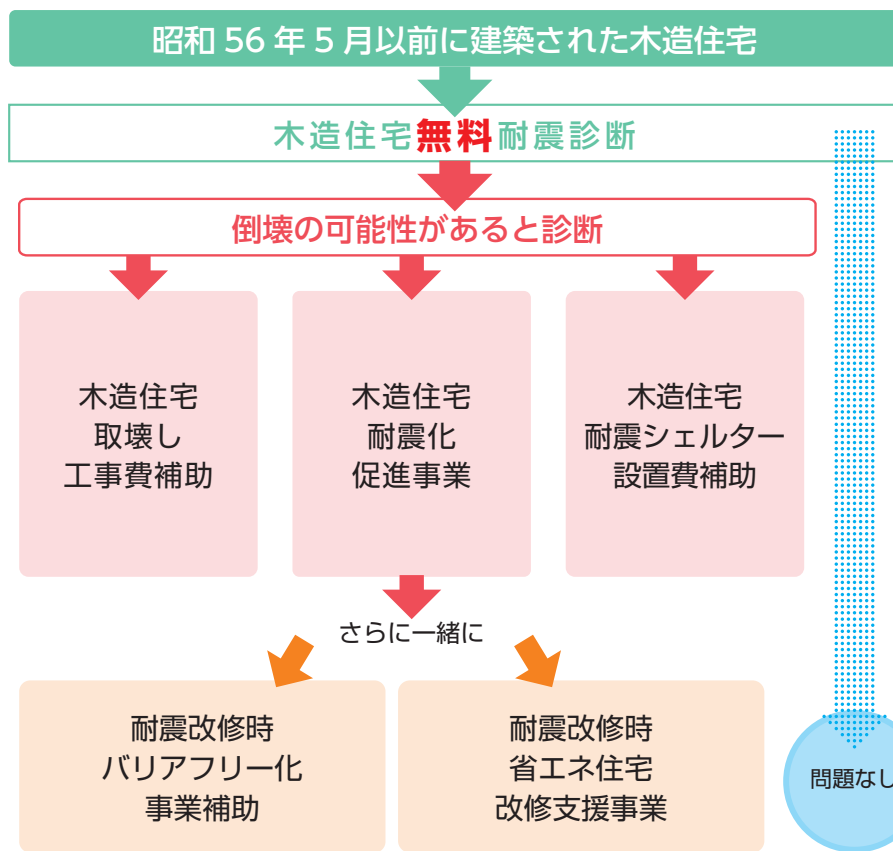 昭和 56 年 5 月以前に建築された木造住宅
木造住宅無料耐震診断
倒壊の可能性があると診断
木造住宅
取壊し
工事費補助
木造住宅
耐震化
促進事業
木造住宅
耐震シェルター
設置費補助
さらに一緒に
耐震改修時
バリアフリー化
事業補助
耐震改修時
省エネ住宅
改修支援事業
問題なし